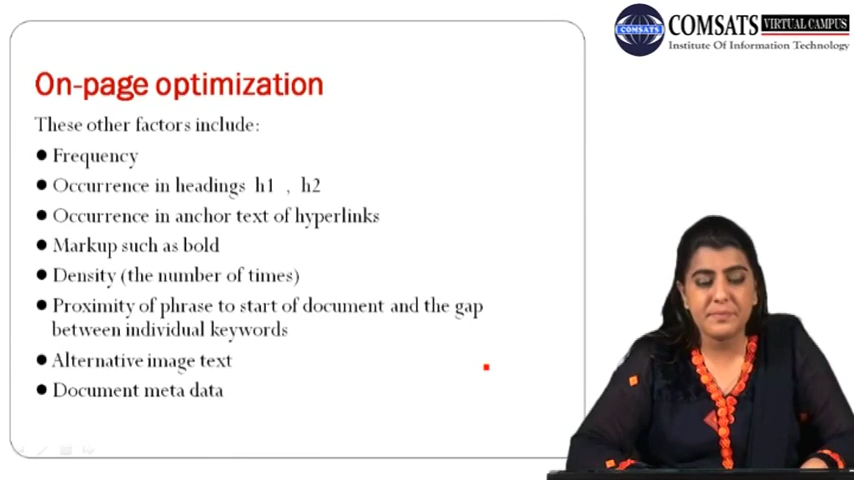 COMSATS VIRTUAL CAMPUS
COMSATS
Institute Of Information Technology
On-page optimization
These other factors include:
● Frequency
● Occurrence in headings h1 , h2
● Occurrence in anchor text of hyperlinks
● Markup such as bold
● Density (the number of times)
● Proximity of phrase to start of document and the gap
between individual keywords
● Alternative image text
● Document meta data